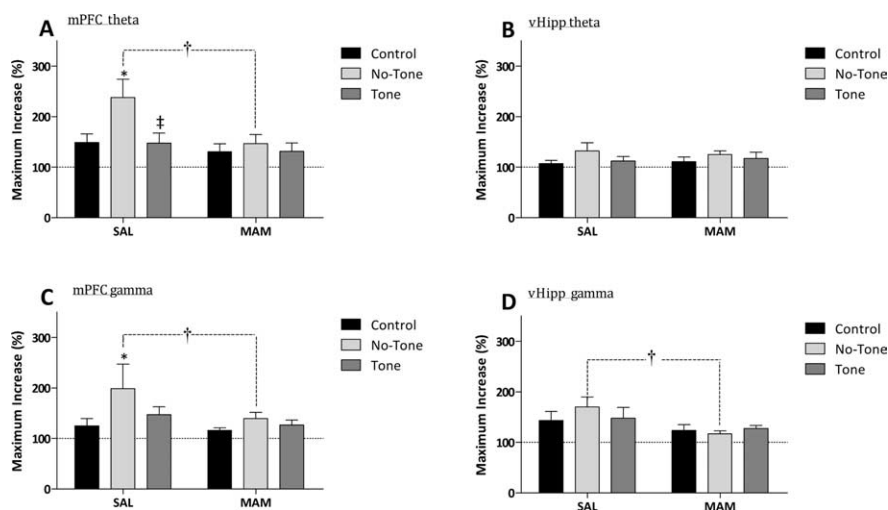 A
mPFC theta
Maximum Increase (%)
300
200
100
0
*
†
‡
SAL
MAM
Control
No-Tone
Tone
B
vHipp theta
Maximum Increase (%)
300
200
100
0
SAL
MAM
Control
No-Tone
Tone
C
mPFC gamma
Maximum Increase (%)
300
200
100
0
*
†
SAL
MAM
Control
No-Tone
Tone
D
vHipp gamma
Maximum Increase (%)
300
200
100
0
†
SAL
MAM
Control
No-Tone
Tone